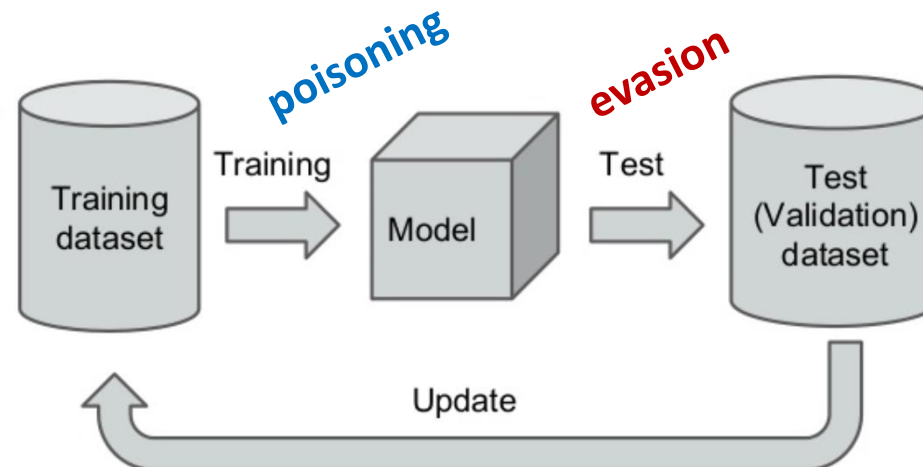 poisoning
evasion
Training
dataset
Training
Model
Test
Test
(Validation)
dataset
Update